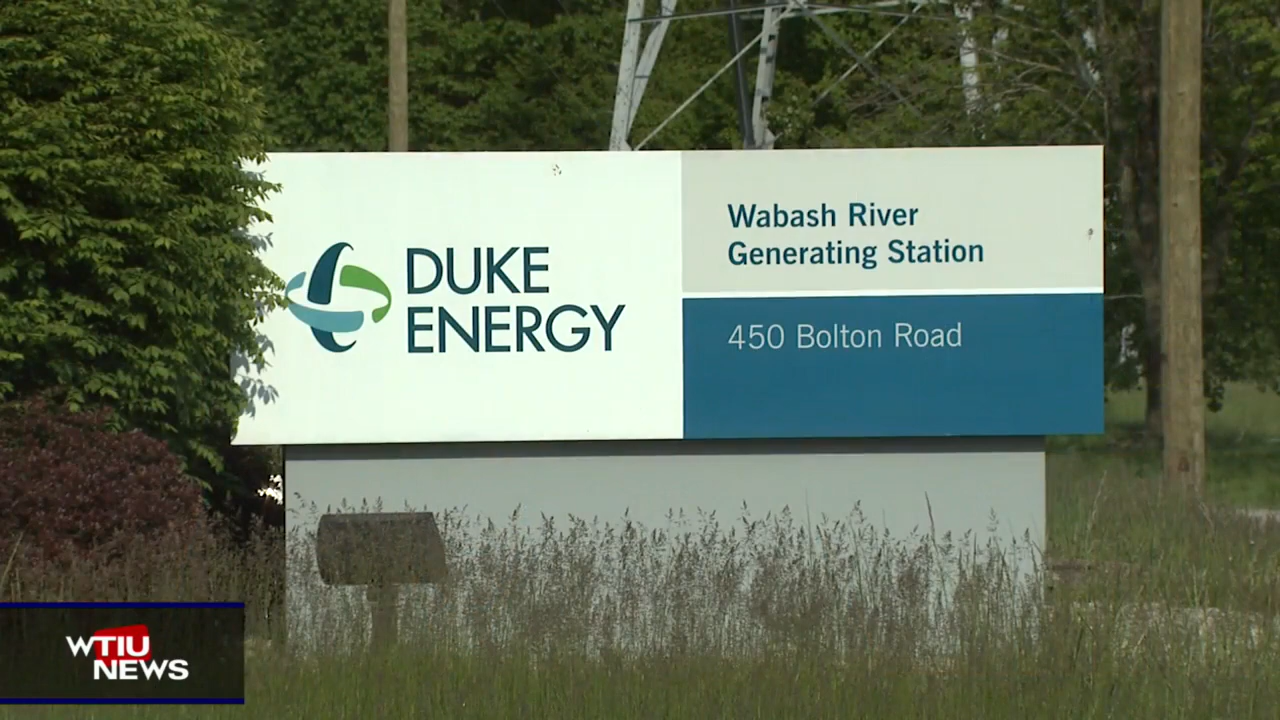 DUKE
ENERGY
Wabash River
Generating Station
450 Bolton Road
WTIU
NEWS